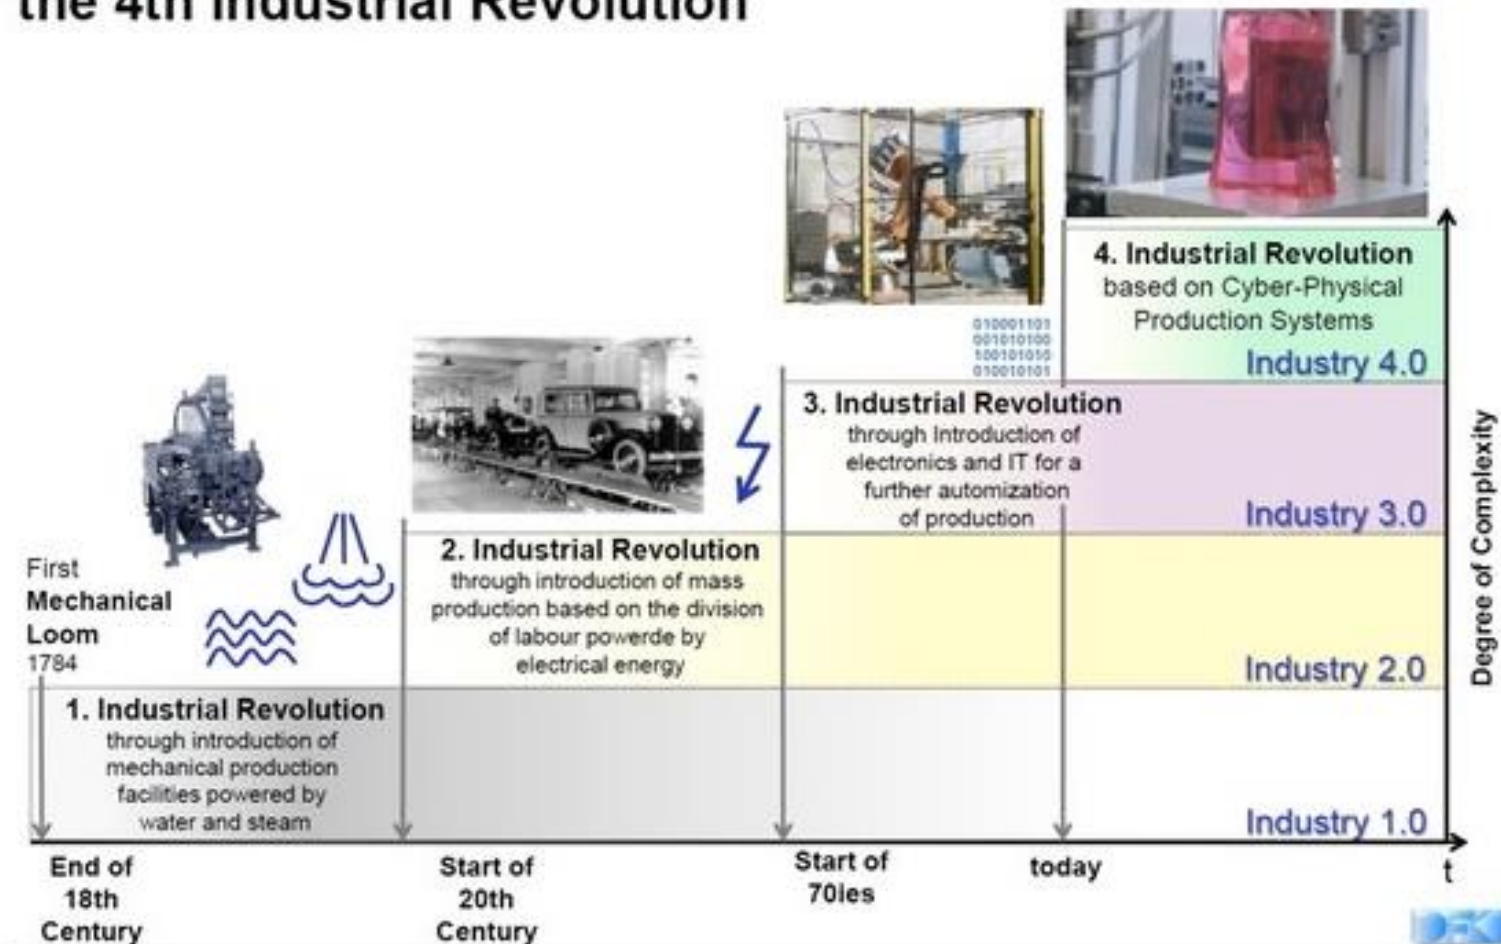 the 4th Industrial Revolution
4. Industrial Revolution
based on Cyber-Physical
Production Systems
Industry 4.0
010001101
001010100
100101010
010010101
3. Industrial Revolution
through Introduction of
electronics and IT for a
further automization
of production
Industry 3.0
2. Industrial Revolution
through introduction of mass
production based on the division
of labour powerde by
electrical energy
Industry 2.0
First
Mechanical
Loom
1784
1. Industrial Revolution
through introduction of
mechanical production
facilities powered by
water and steam
Industry 1.0
Degree of Complexity
End of
18th
Century
Start of
20th
Century
Start of
70ies
today
t